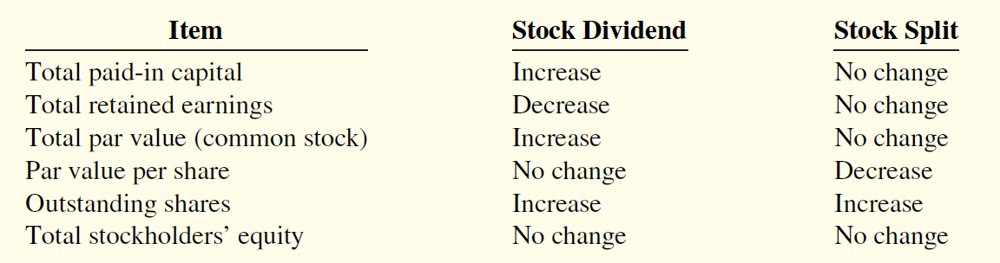 Item Stock Dividend Stock Split
Total paid-in capital Increase No change
Total retained earnings Decrease No change
Total par value (common stock) Increase No change
Par value per share No change Decrease
Outstanding shares Increase Increase
Total stockholders’ equity No change No change